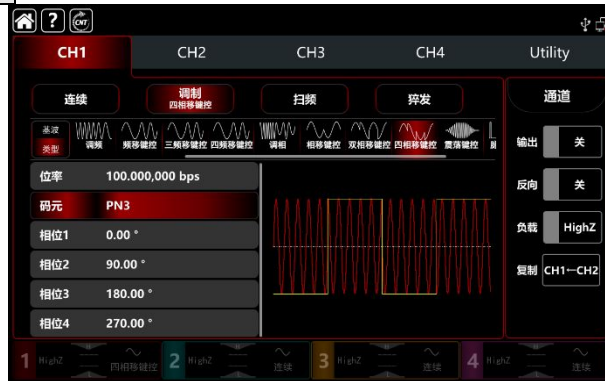 CNT
CH1 CH2 CH3 CH4 Utility
连续 调制 扫频 猝发 通道
四相移键控
基波
类型
调频 频移键控 三频移键控 四频移键控 调相 相移键控 双相移键控 四相移键控 震荡键控
输出 关
位率 100.000,000 bps
反向 关
码元 PN3
相位1 0.00 °
负载 HighZ
相位2 90.00 °
复制 CH1←CH2
相位3 180.00 °
相位4 270.00 °
1 HighZ 四相移键控 2 HighZ 连续 3 HighZ 连续 4 HighZ 连续